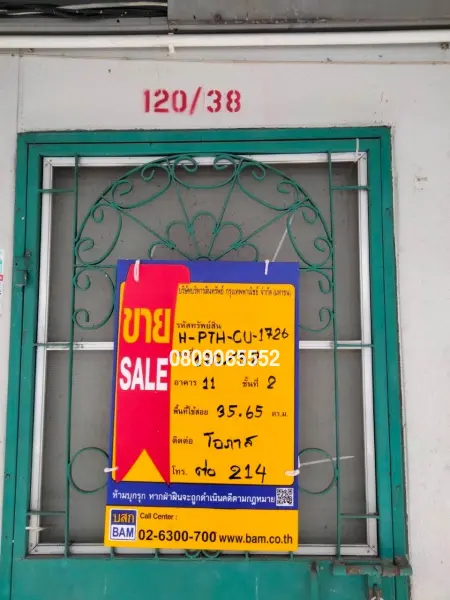 120/38
บริษัทบริหารสินทรัพย์ กรุงเทพพาณิชย์ จำกัด (มหาชน)
ขาย
SALE
รหัสทรัพย์สิน
H-PTH-CU-1726
0809065552
อาคาร 11 ชั้นที่ 2
พื้นที่ใช้สอย 35.65 ตร.ม.
ติดต่อ โอภาส
โทร. ต่อ 214
ห้ามบุกรุก หากฝ่าฝืนจะถูกดำเนินคดีตามกฎหมาย
บสก
BAM
Call Center :
02-6300-700 www.bam.co.th